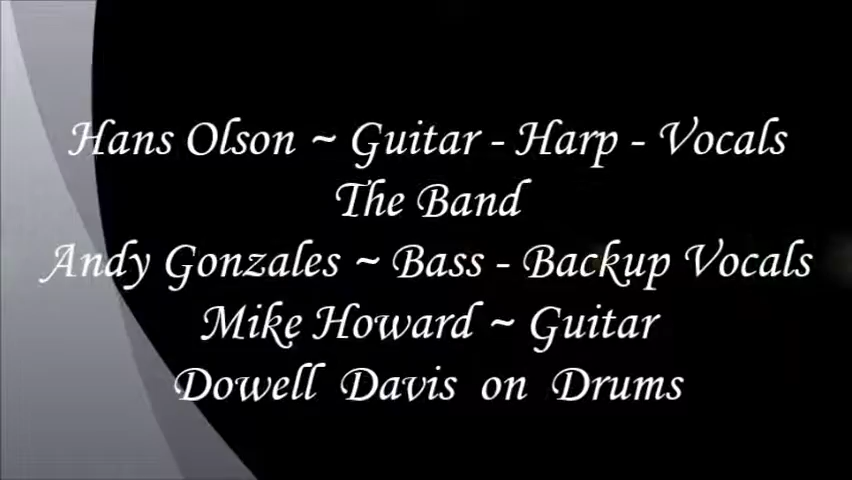 Hans Olson ~ Guitar - Harp - Vocals
The Band
Andy Gonzales ~ Bass - Backup Vocals
Mike Howard ~ Guitar
Dowell Davis on Drums